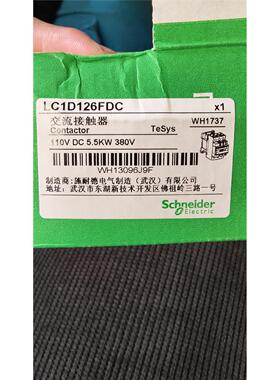 LC1D126FDC x1
交流接触器 TeSys WH1737
Contactor
110V DC 5.5KW 380V
WH13096J9F
制造商：施耐德电气制造（武汉）有限公司
武汉市东湖新技术开发区佛祖岭三路一号
Schneider
Electric